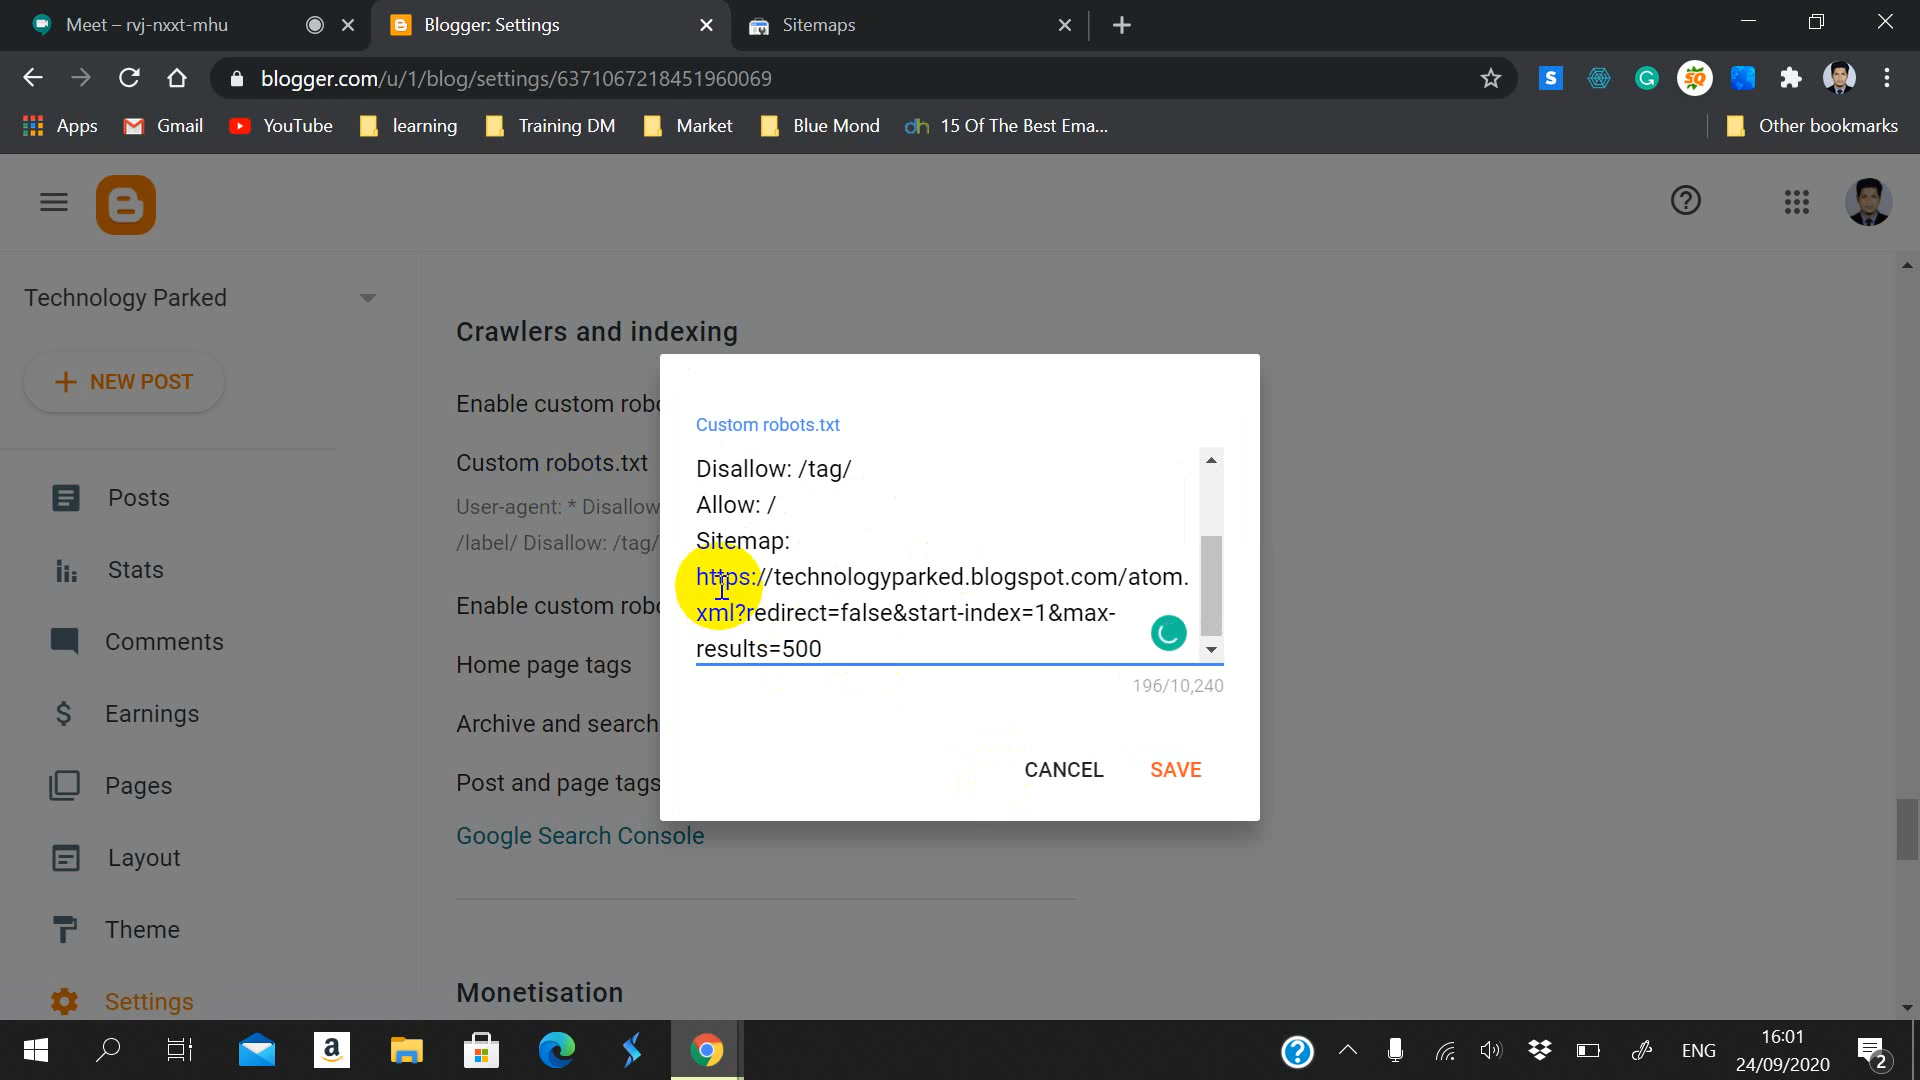 Meet – rvj-nxxt-mhu
Blogger: Settings
Sitemaps
blogger.com/u/1/blog/settings/6371067218451960069
Apps
Gmail
YouTube
learning
Training DM
Market
Blue Mond
15 Of The Best Ema...
Other bookmarks
Technology Parked
NEW POST
Posts
Stats
Comments
Earnings
Pages
Layout
Theme
Settings
Crawlers and indexing
Enable custom robo
Custom robots.txt
User-agent: * Disallow
/label/ Disallow: /tag/
Enable custom robo
Home page tags
Archive and search
Post and page tags
Google Search Console
Monetisation
Custom robots.txt
Disallow: /tag/
Allow: /
Sitemap:
https://technologyparked.blogspot.com/atom.
xml?redirect=false&start-index=1&max-
results=500
196/10,240
CANCEL
SAVE
ENG
16:01
24/09/2020
2